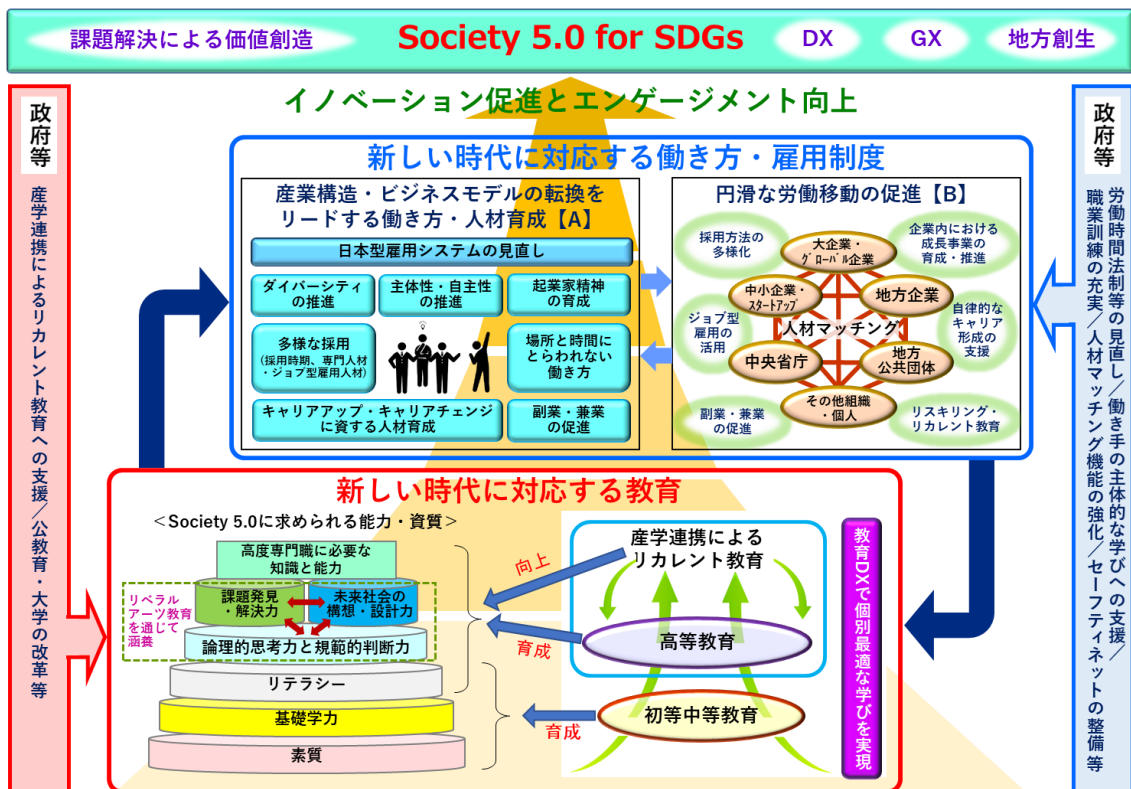 課題解決による価値創造
Society 5.0 for SDGs
DX
GX
地方創生
イノベーション促進とエンゲージメント向上
政府等
産学連携によるリカレント教育への支援／公教育・大学の改革 等
政府等
労働時間法制等の見直し／働き手の主体的な学びへの支援／
職業訓練の充実／人材マッチング機能の強化／セーフティネットの整備 等
新しい時代に対応する働き方・雇用制度
産業構造・ビジネスモデルの転換を
リードする働き方・人材育成【A】
日本型雇用システムの見直し
ダイバーシティ
の推進
主体性・自主性
の推進
起業家精神
の育成
多様な採用
(採用時期、専門人材
・ジョブ型雇用人材)
場所と時間に
とらわれない
働き方
キャリアアップ・キャリアチェンジ
に資する人材育成
副業・兼業
の促進
円滑な労働移動の促進【B】
採用方法の
多様化
大企業・
グローバル企業
企業内における
成長事業の
育成・推進
中小企業・
スタートアップ
地方企業
ジョブ型
雇用の
活用
人材マッチング
自律的な
キャリア
形成の
支援
中央省庁
地方
公共団体
その他組織
・個人
副業・兼業
の促進
リスキリング・
リカレント教育
新しい時代に対応する教育
＜Society 5.0に求められる能力・資質＞
高度専門職に必要な
知識と能力
リベラル
アーツ教育
を通じて
涵養
課題発見
・解決力
未来社会の
構想・設計力
論理的思考力と規範的判断力
リテラシー
基礎学力
素質
向上
育成
育成
産学連携による
リカレント教育
高等教育
初等中等教育
教育DXで個別最適な学びを実現